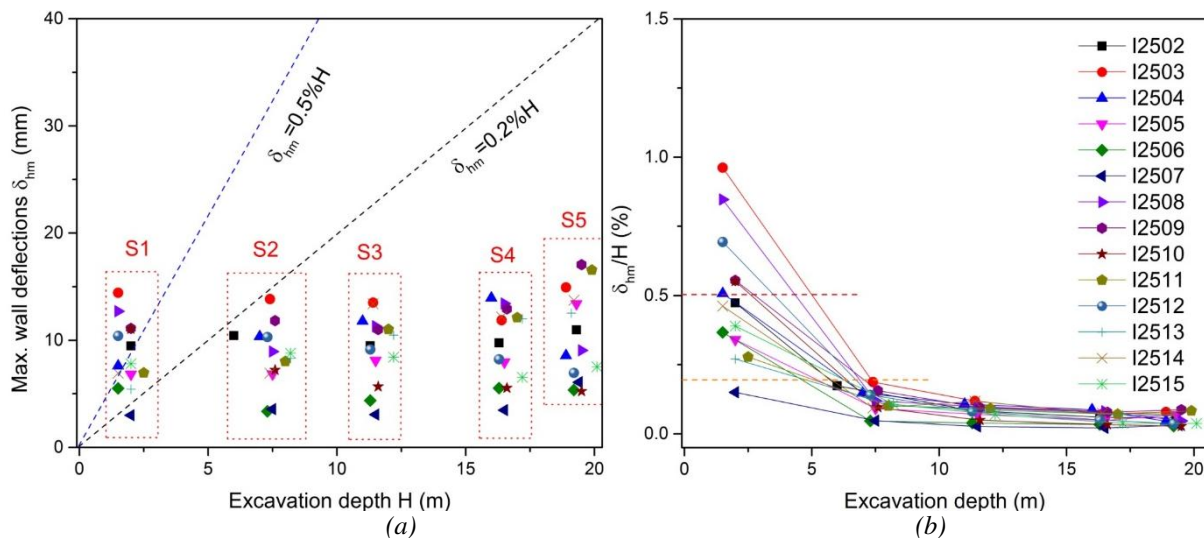 40
30
20
10
0
0
5
10
15
20
Max. wall deflections δhm (mm)
Excavation depth H (m)
δhm=0.5%H
δhm=0.2%H
S1
S2
S3
S4
S5
(a)
1.5
1.0
0.5
0.0
0
5
10
15
20
δhm/H (%)
Excavation depth (m)
I2502
I2503
I2504
I2505
I2506
I2507
I2508
I2509
I2510
I2511
I2512
I2513
I2514
I2515
(b)